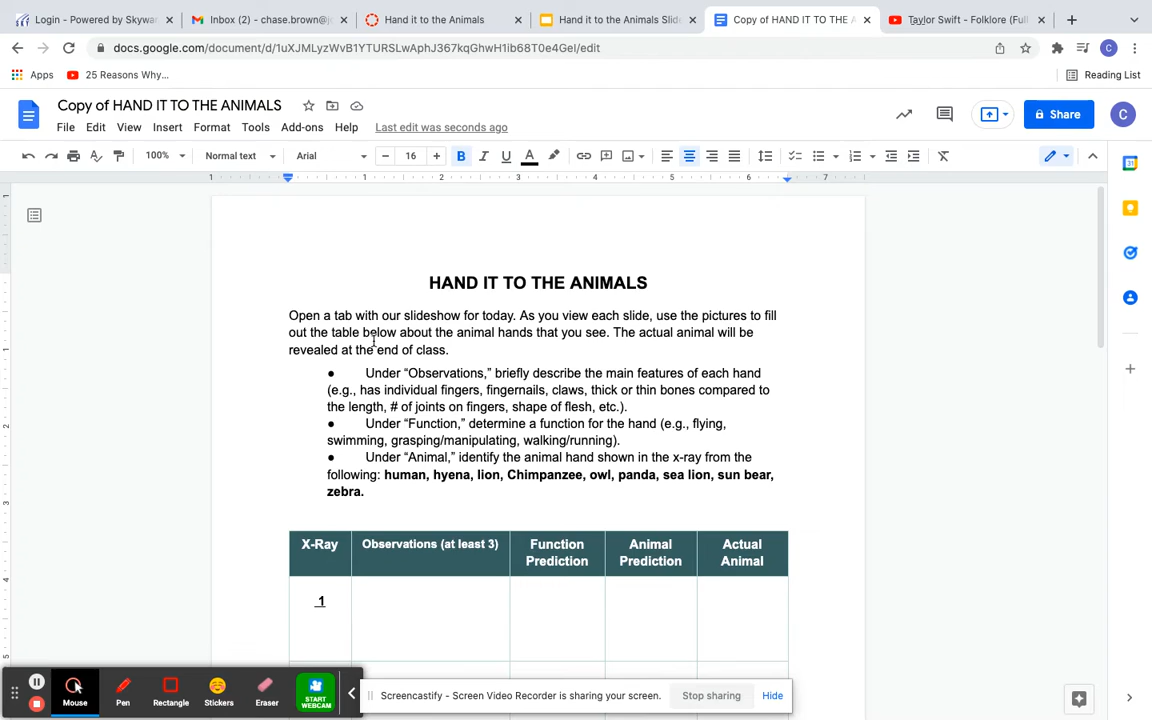 Login - Powered by Skywar
Inbox (2) - chase.brown@j
Hand it to the Animals
Hand it to the Animals Slid
Copy of HAND IT TO THE A
Taylor Swift - Folklore (Full
docs.google.com/document/d/1uXJMLyzWvB1YTURSLwAphJ367kqGhwH1ib68T0e4GeI/edit
C
Apps
25 Reasons Why...
Reading List
Copy of HAND IT TO THE ANIMALS
File Edit View Insert Format Tools Add-ons Help Last edit was seconds ago
Share
C
100% Normal text Arial 16 B I U A
1 1 2 3 4 5 6 7
HAND IT TO THE ANIMALS
Open a tab with our slideshow for today. As you view each slide, use the pictures to fill
out the table below about the animal hands that you see. The actual animal will be
revealed at the end of class.
● Under “Observations,” briefly describe the main features of each hand
(e.g., has individual fingers, fingernails, claws, thick or thin bones compared to
the length, # of joints on fingers, shape of flesh, etc.).
● Under “Function,” determine a function for the hand (e.g., flying,
swimming, grasping/manipulating, walking/running).
● Under “Animal,” identify the animal hand shown in the x-ray from the
following: human, hyena, lion, Chimpanzee, owl, panda, sea lion, sun bear,
zebra.
X-Ray
Observations (at least 3)
Function
Prediction
Animal
Prediction
Actual
Animal
1
Mouse
Pen
Rectangle
Stickers
Eraser
START
WEBCAM
Screencastify - Screen Video Recorder is sharing your screen.
Stop sharing
Hide